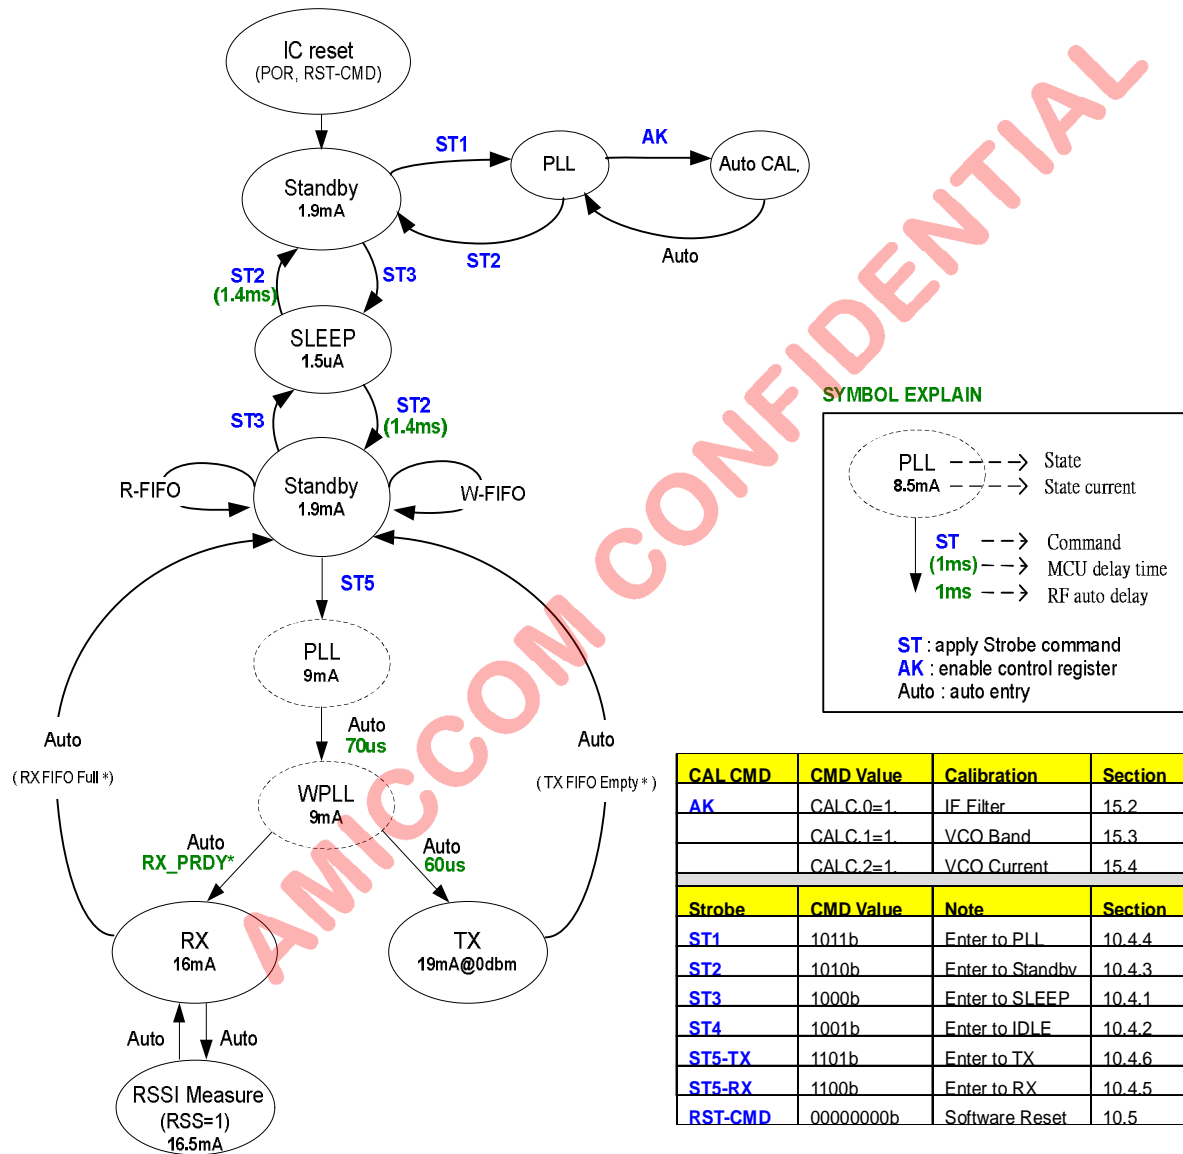 IC reset
(POR, RST-CMD)
ST1
AK
PLL
Auto CAL.
Standby
1.9mA
ST2
Auto
ST2
(1.4ms)
ST3
SLEEP
1.5uA
ST3
ST2
(1.4ms)
R-FIFO
Standby
1.9mA
W-FIFO
ST5
PLL
9mA
Auto
70us
Auto
(RX FIFO Full *)
Auto
(TX FIFO Empty *)
WPLL
9mA
Auto
RX_PRDY*
Auto
60us
RX
16mA
TX
19mA@0dbm
Auto
Auto
RSSI Measure
(RSS=1)
16.5mA
SYMBOL EXPLAIN
PLL State
8.5mA State current
ST Command
(1ms) MCU delay time
1ms RF auto delay
ST : apply Strobe command
AK : enable control register
Auto : auto entry
CAL CMD CMD Value Calibration Section
AK CALC.0=1. IF Filter 15.2
CALC.1=1. VCO Band 15.3
CALC.2=1. VCO Current 15.4
Strobe CMD Value Note Section
ST1 1011b Enter to PLL 10.4.4
ST2 1010b Enter to Standby 10.4.3
ST3 1000b Enter to SLEEP 10.4.1
ST4 1001b Enter to IDLE 10.4.2
ST5-TX 1101b Enter to TX 10.4.6
ST5-RX 1100b Enter to RX 10.4.5
RST-CMD 00000000b Software Reset 10.5
AMICCOM CONFIDENTIAL